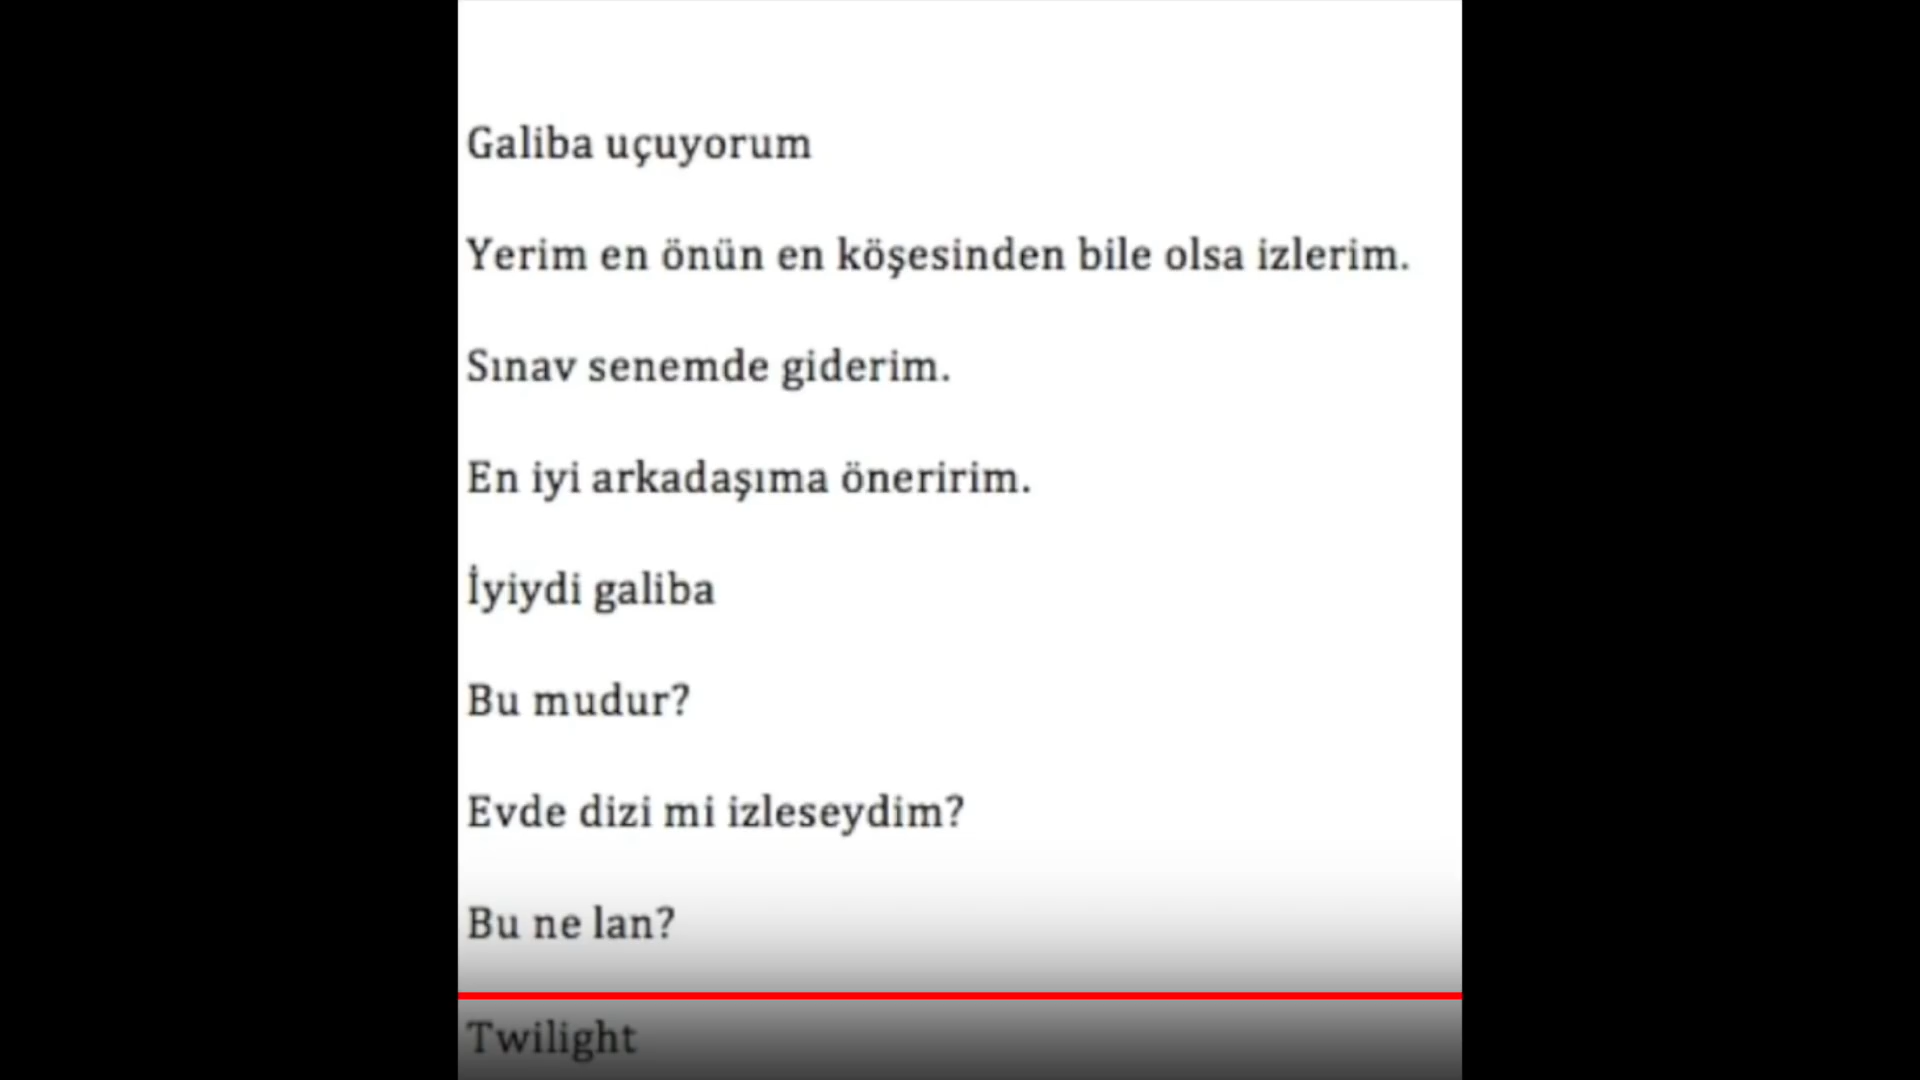 Galiba uçuyorum
Yerim en önün en köşesinden bile olsa izlerim.
Sınav senemde giderim.
En iyi arkadaşıma öneririm.
İyiydi galiba
Bu mudur?
Evde dizi mi izleseydim?
Bu ne lan?
Twilight